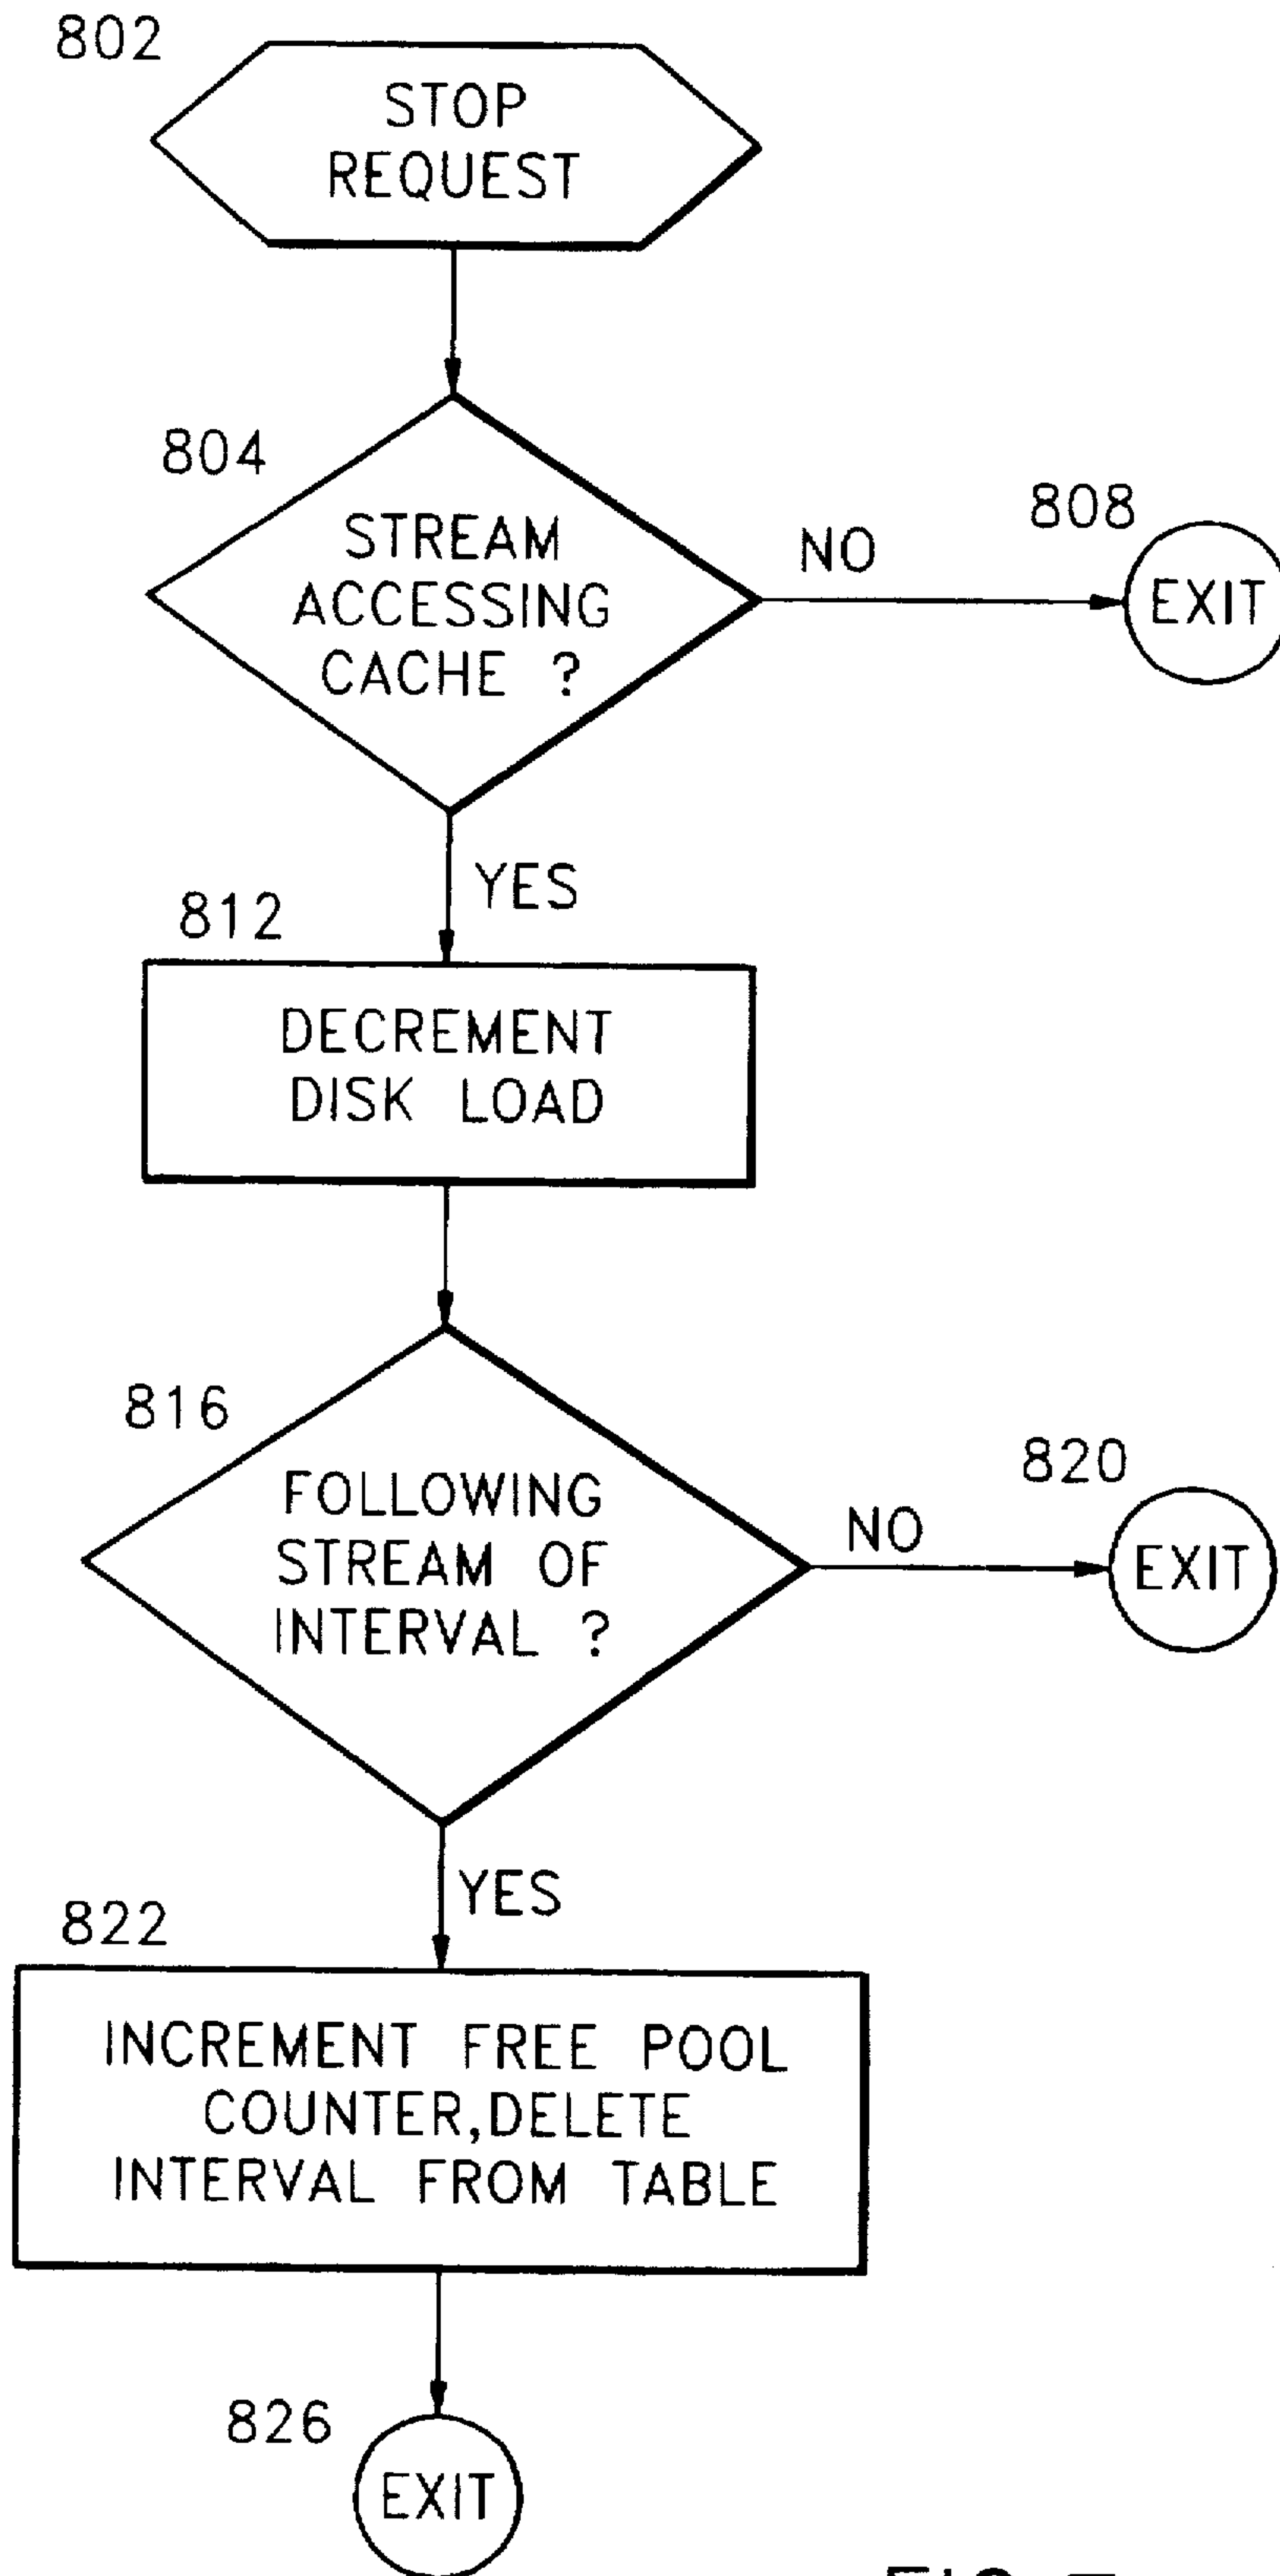 802
STOP
REQUEST
804
STREAM
ACCESSING
CACHE ?
NO
808
EXIT
YES
812
DECREMENT
DISK LOAD
816
FOLLOWING
STREAM OF
INTERVAL ?
NO
820
EXIT
YES
822
INCREMENT FREE POOL
COUNTER,DELETE
INTERVAL FROM TABLE
826
EXIT